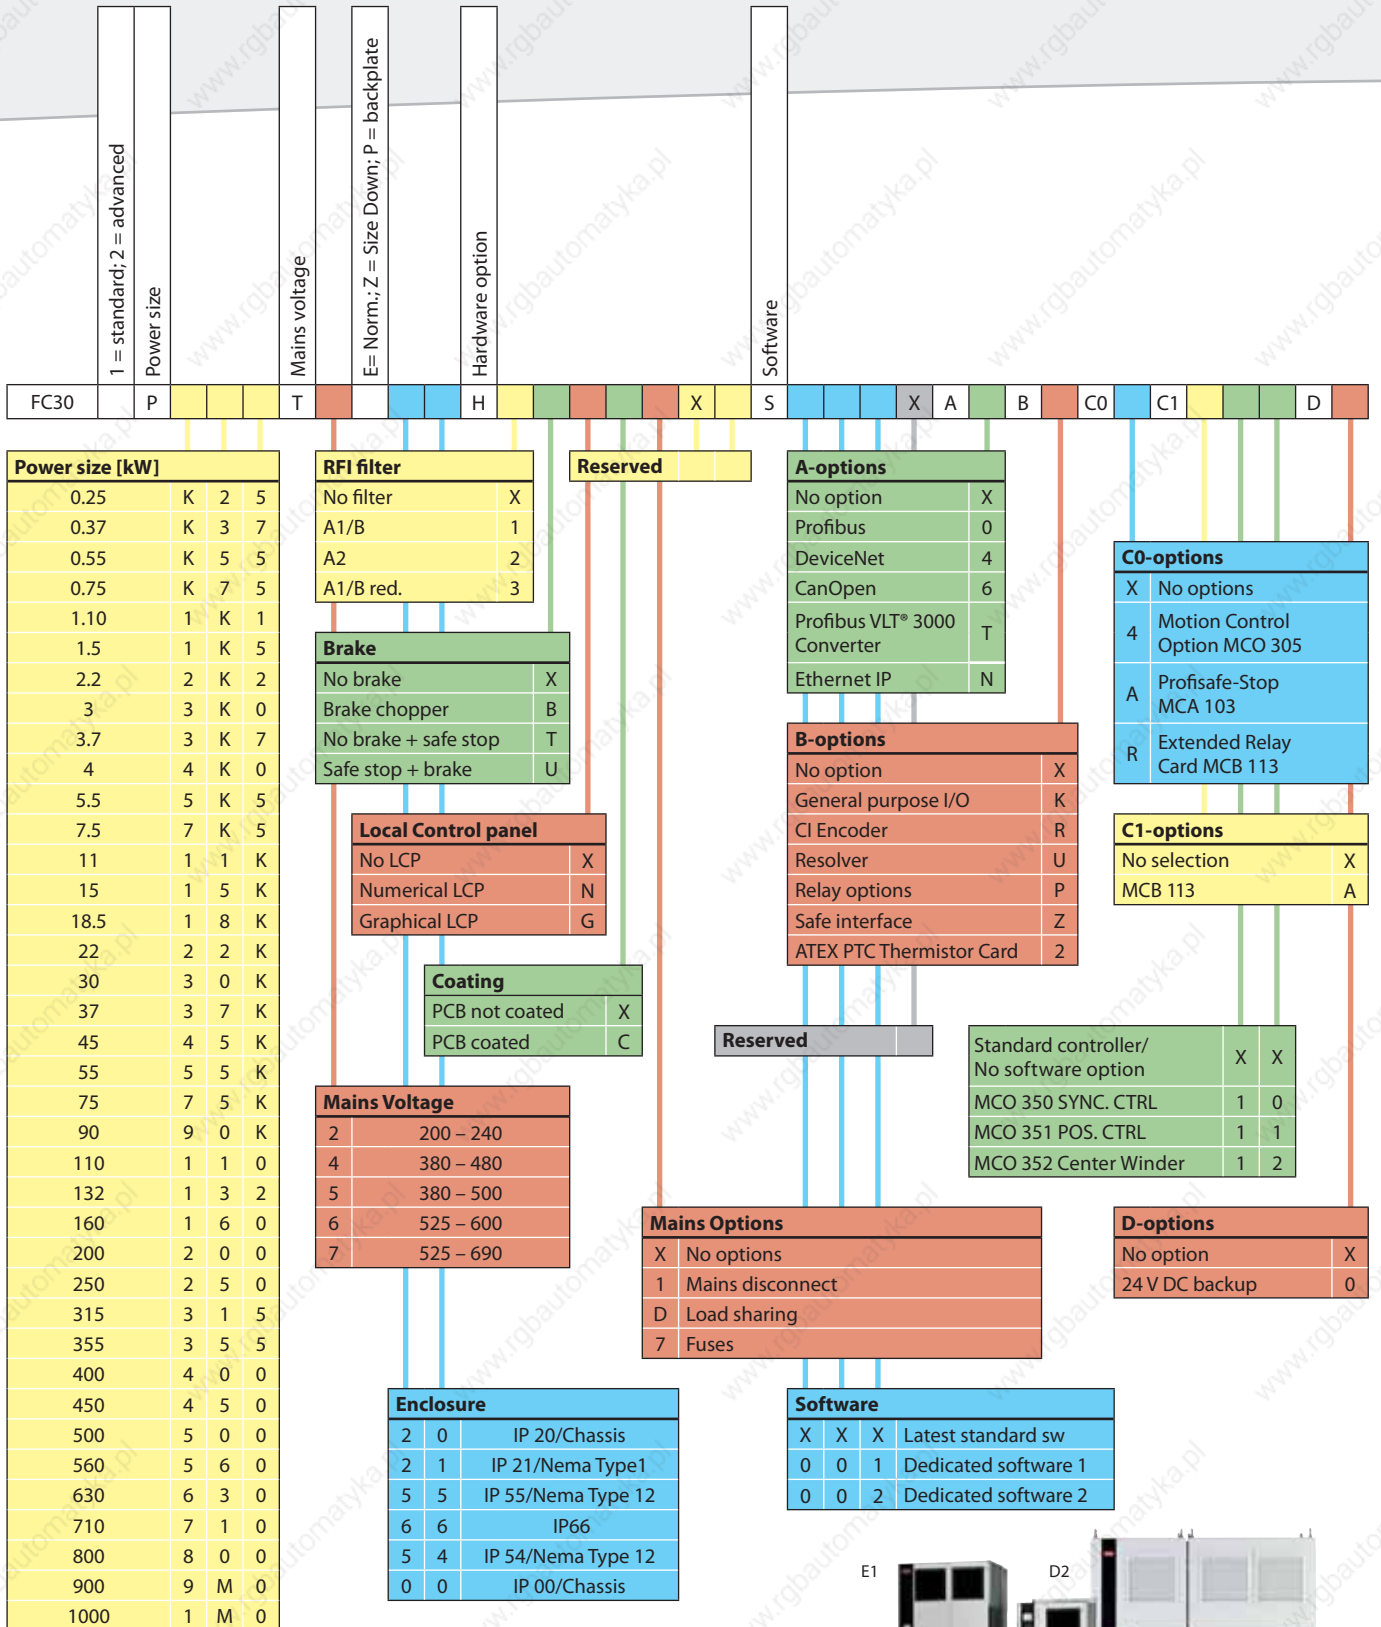 1 = standard; 2 = advanced
Power size
Mains voltage
E= Norm.; Z = Size Down; P = backplate
Hardware option
Software
FC30 P T H X S X A B C0 C1 D
Power size [kW]
0.25 K 2 5
0.37 K 3 7
0.55 K 5 5
0.75 K 7 5
1.10 1 K 1
1.5 1 K 5
2.2 2 K 2
3 3 K 0
3.7 3 K 7
4 4 K 0
5.5 5 K 5
7.5 7 K 5
11 1 1 K
15 1 5 K
18.5 1 8 K
22 2 2 K
30 3 0 K
37 3 7 K
45 4 5 K
55 5 5 K
75 7 5 K
90 9 0 K
110 1 1 0
132 1 3 2
160 1 6 0
200 2 0 0
250 2 5 0
315 3 1 5
355 3 5 5
400 4 0 0
450 4 5 0
500 5 0 0
560 5 6 0
630 6 3 0
710 7 1 0
800 8 0 0
900 9 M 0
1000 1 M 0
RFI filter
No filter X
A1/B 1
A2 2
A1/B red. 3
Brake
No brake X
Brake chopper B
No brake + safe stop T
Safe stop + brake U
Local Control panel
No LCP X
Numerical LCP N
Graphical LCP G
Coating
PCB not coated X
PCB coated C
Mains Voltage
2 200 – 240
4 380 – 480
5 380 – 500
6 525 – 600
7 525 – 690
Enclosure
2 0 IP 20/Chassis
2 1 IP 21/Nema Type1
5 5 IP 55/Nema Type 12
6 6 IP66
5 4 IP 54/Nema Type 12
0 0 IP 00/Chassis
Reserved
Mains Options
X No options
1 Mains disconnect
D Load sharing
7 Fuses
A-options
No option X
Profibus 0
DeviceNet 4
CanOpen 6
Profibus VLT® 3000
Converter T
Ethernet IP N
B-options
No option X
General purpose I/O K
CI Encoder R
Resolver U
Relay options P
Safe interface Z
ATEX PTC Thermistor Card 2
Reserved
Software
X X X Latest standard sw
0 0 1 Dedicated software 1
0 0 2 Dedicated software 2
C0-options
X No options
4 Motion Control
Option MCO 305
A Profisafe-Stop
MCA 103
R Extended Relay
Card MCB 113
C1-options
No selection X
MCB 113 A
Standard controller/
No software option X X
MCO 350 SYNC. CTRL 1 0
MCO 351 POS. CTRL 1 1
MCO 352 Center Winder 1 2
D-options
No option X
24 V DC backup 0
E1
D2
www.rgbautomatyka.pl